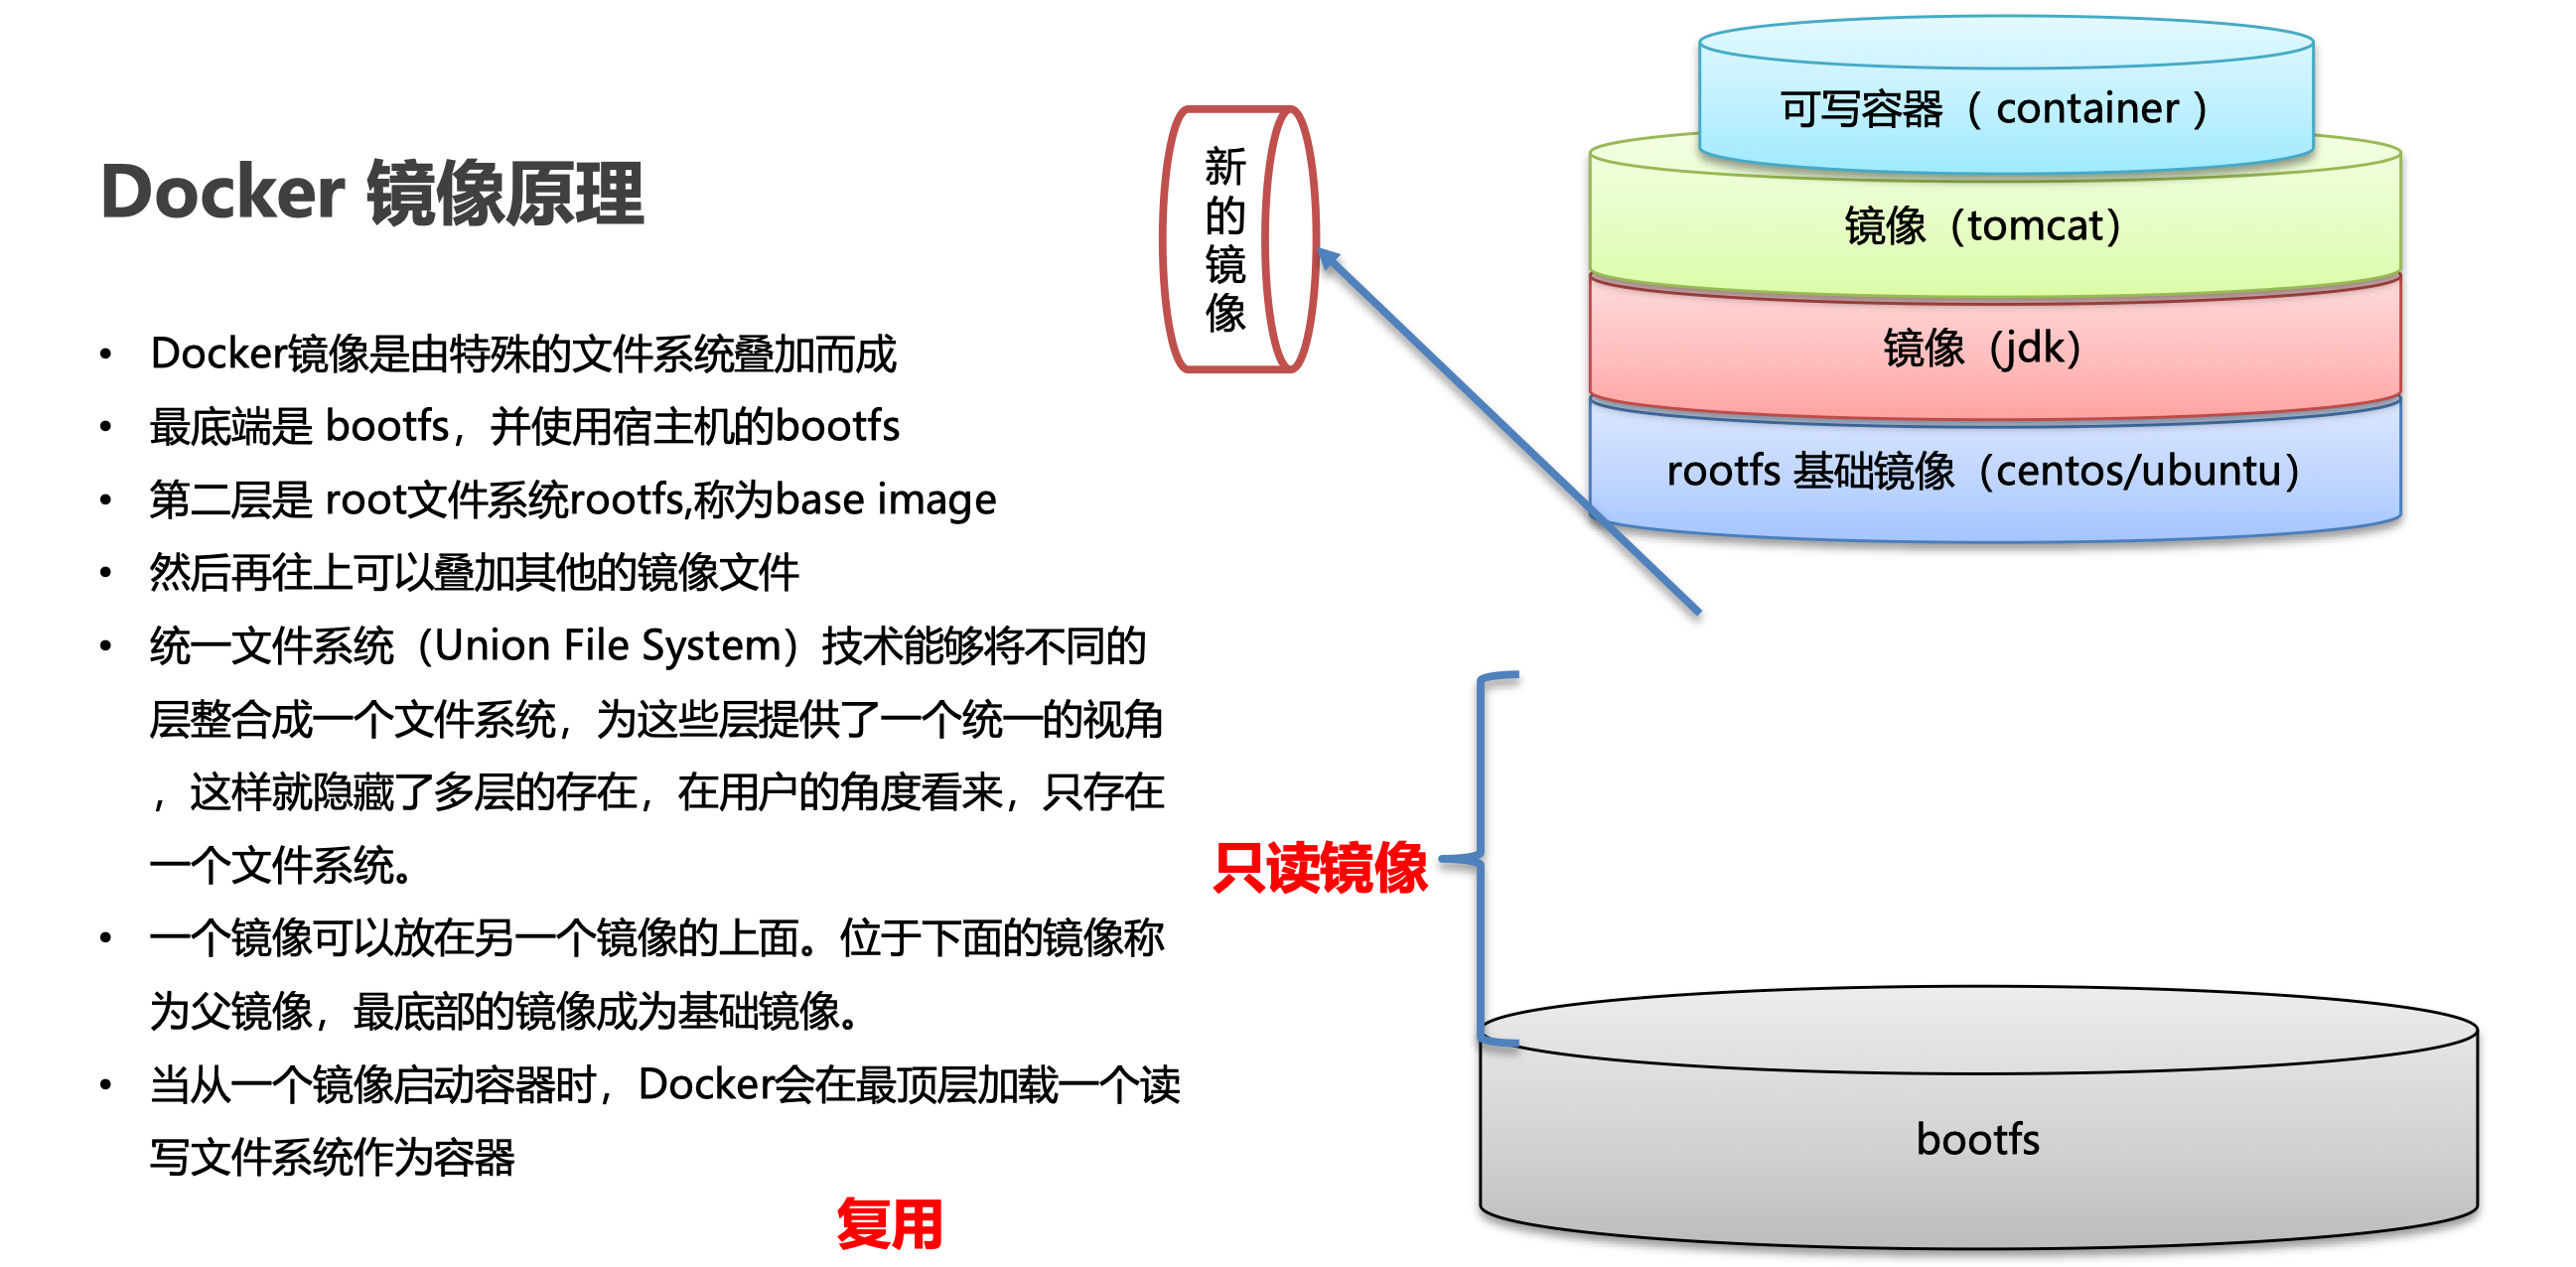 Docker 镜像原理
• Docker镜像是由特殊的文件系统叠加而成
• 最底端是 bootfs，并使用宿主机的bootfs
• 第二层是 root文件系统rootfs,称为base image
• 然后再往上可以叠加其他的镜像文件
• 统一文件系统（Union File System）技术能够将不同的
层整合成一个文件系统，为这些层提供了一个统一的视角
，这样就隐藏了多层的存在，在用户的角度看来，只存在
一个文件系统。
• 一个镜像可以放在另一个镜像的上面。位于下面的镜像称
为父镜像，最底部的镜像成为基础镜像。
• 当从一个镜像启动容器时，Docker会在最顶层加载一个读
写文件系统作为容器
复用
新的镜像
可写容器（ container ）
镜像（tomcat）
镜像（jdk）
rootfs 基础镜像（centos/ubuntu）
只读镜像
bootfs